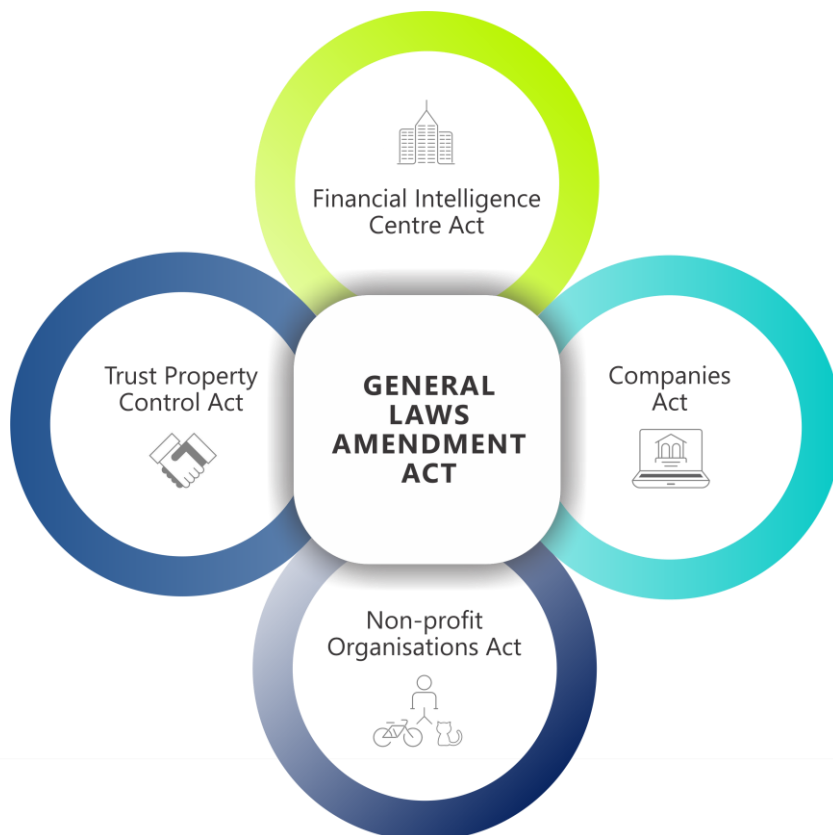 Financial Intelligence
Centre Act
Trust Property
Control Act
GENERAL
LAWS
AMENDMENT
ACT
Companies
Act
Non-profit
Organisations Act